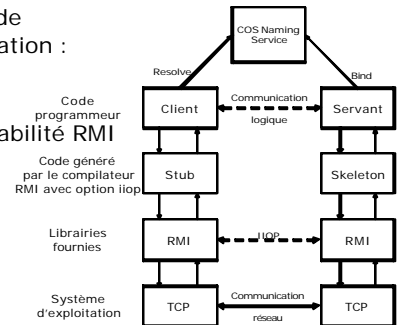 de
ation :
COS Naming
Service
Resolve
Bind
Code
programmeur
Client
Communication
logique
Servant
abilité RMI
Code généré
par le compilateur
RMI avec option iiop
Stub
Skeleton
Librairies
fournies
RMI
IIOP
RMI
Système
d'exploitation
TCP
Communication
réseau
TCP